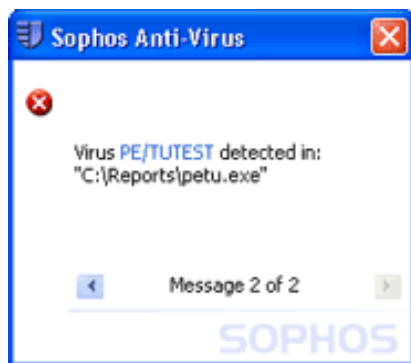 Sophos Anti-Virus
Virus PE/TUTEST detected in:
"C:\Reports\petu.exe"
Message 2 of 2
SOPHOS